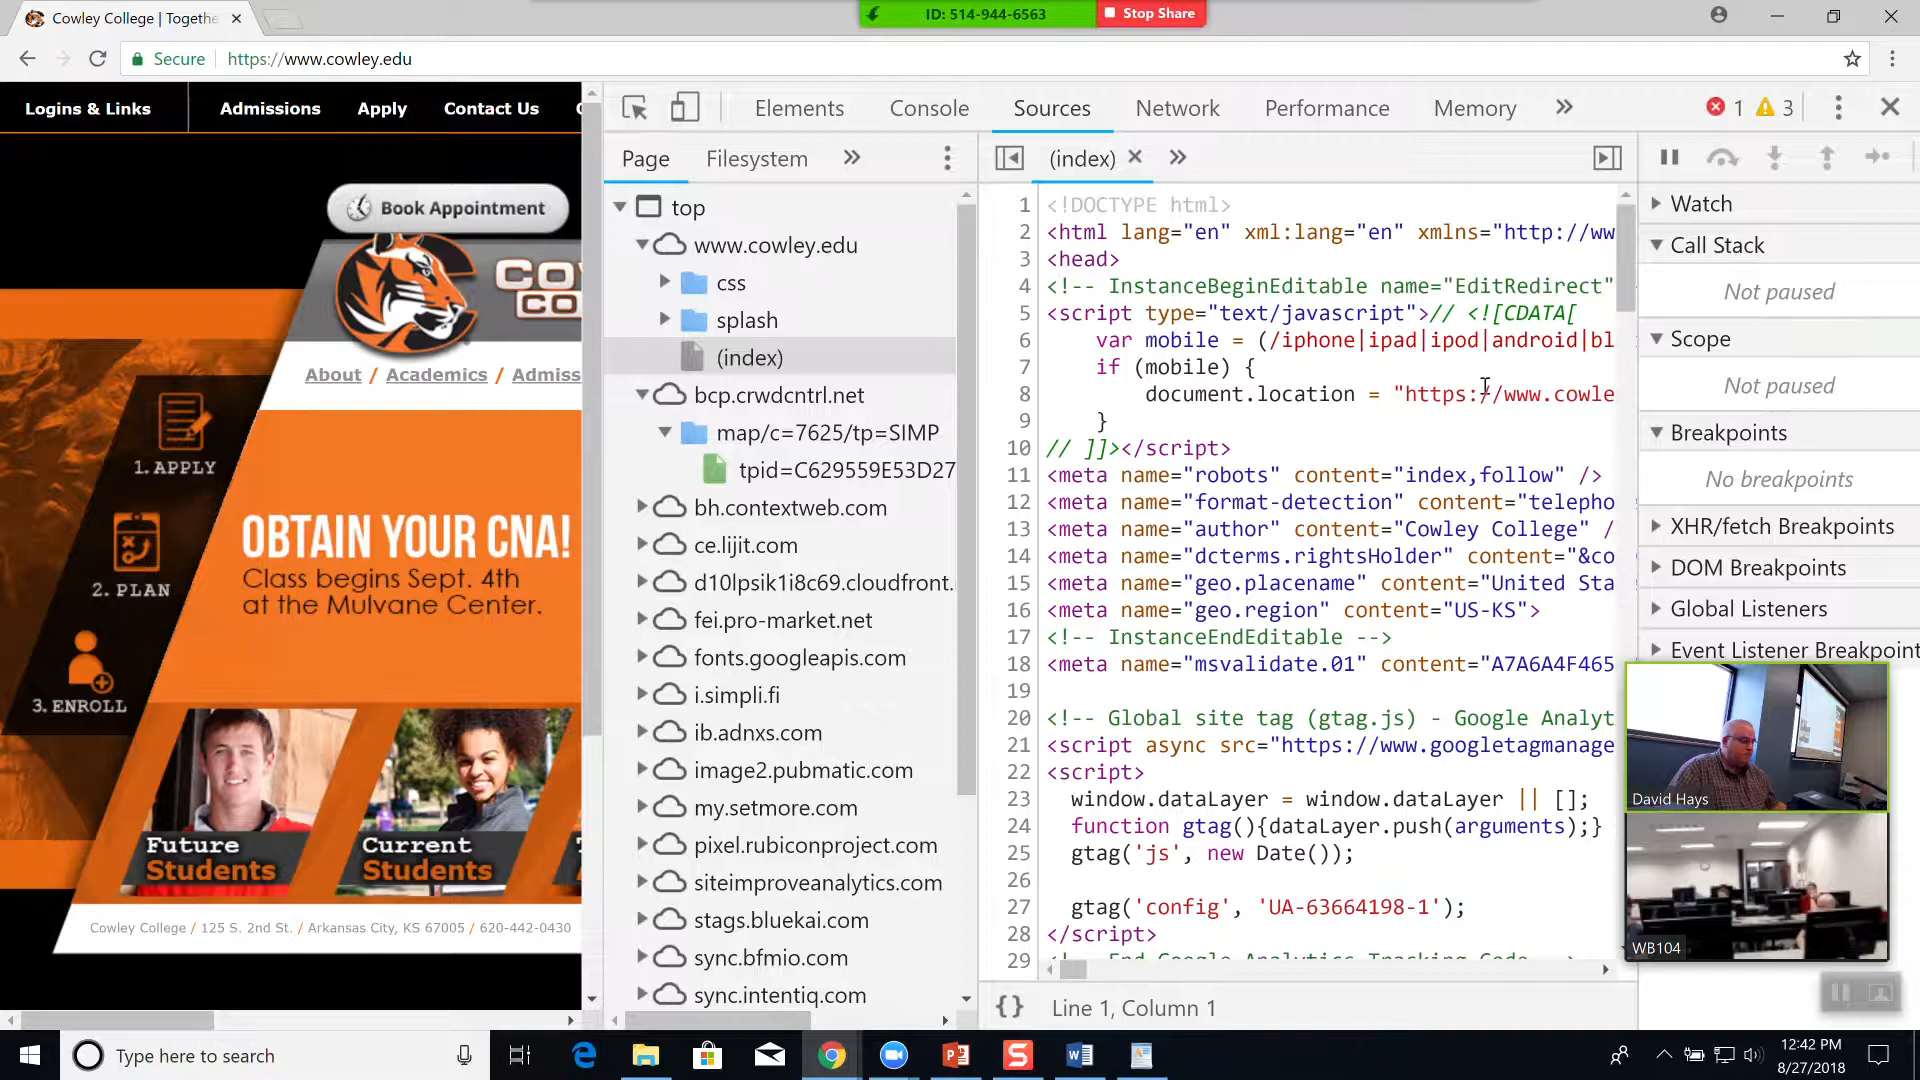 Cowley College | Togethe
ID: 514-944-6563
Stop Share
Secure
https://www.cowley.edu
Logins & Links
Admissions
Apply
Contact Us
Book Appointment
About / Academics / Admiss
1. APPLY
2. PLAN
3. ENROLL
OBTAIN YOUR CNA!
Class begins Sept. 4th
at the Mulvane Center.
Future
Students
Current
Students
Cowley College / 125 S. 2nd St. / Arkansas City, KS 67005 / 620-442-0430
Elements
Console
Sources
Network
Performance
Memory
1
3
Page
Filesystem
top
www.cowley.edu
css
splash
(index)
bcp.crwdcntrl.net
map/c=7625/tp=SIMP
tpid=C629559E53D27
bh.contextweb.com
ce.lijit.com
d10lpsik1i8c69.cloudfront.
fei.pro-market.net
fonts.googleapis.com
i.simpli.fi
ib.adnxs.com
image2.pubmatic.com
my.setmore.com
pixel.rubiconproject.com
siteimproveanalytics.com
stags.bluekai.com
sync.bfmio.com
sync.intentiq.com
(index)
1 <!DOCTYPE html>
2 <html lang="en" xml:lang="en" xmlns="http://ww
3 <head>
4 <!-- InstanceBeginEditable name="EditRedirect"
5 <script type="text/javascript">// <![CDATA[
6 var mobile = (/iphone|ipad|ipod|android|bl
7 if (mobile) {
8 document.location = "https://www.cowle
9 }
10 // ]]></script>
11 <meta name="robots" content="index,follow" />
12 <meta name="format-detection" content="telepho
13 <meta name="author" content="Cowley College" /
14 <meta name="dcterms.rightsHolder" content="&co
15 <meta name="geo.placename" content="United Sta
16 <meta name="geo.region" content="US-KS">
17 <!-- InstanceEndEditable -->
18 <meta name="msvalidate.01" content="A7A6A4F465
19
20 <!-- Global site tag (gtag.js) - Google Analyt
21 <script async src="https://www.googletagmanage
22 <script>
23 window.dataLayer = window.dataLayer || [];
24 function gtag(){dataLayer.push(arguments);}
25 gtag('js', new Date());
26
27 gtag('config', 'UA-63664198-1');
28 </script>
29 <!-- End Google Analytics Tracking Code -->
{} Line 1, Column 1
Watch
Call Stack
Not paused
Scope
Not paused
Breakpoints
No breakpoints
XHR/fetch Breakpoints
DOM Breakpoints
Global Listeners
Event Listener Breakpoint
David Hays
WB104
Type here to search
12:42 PM
8/27/2018